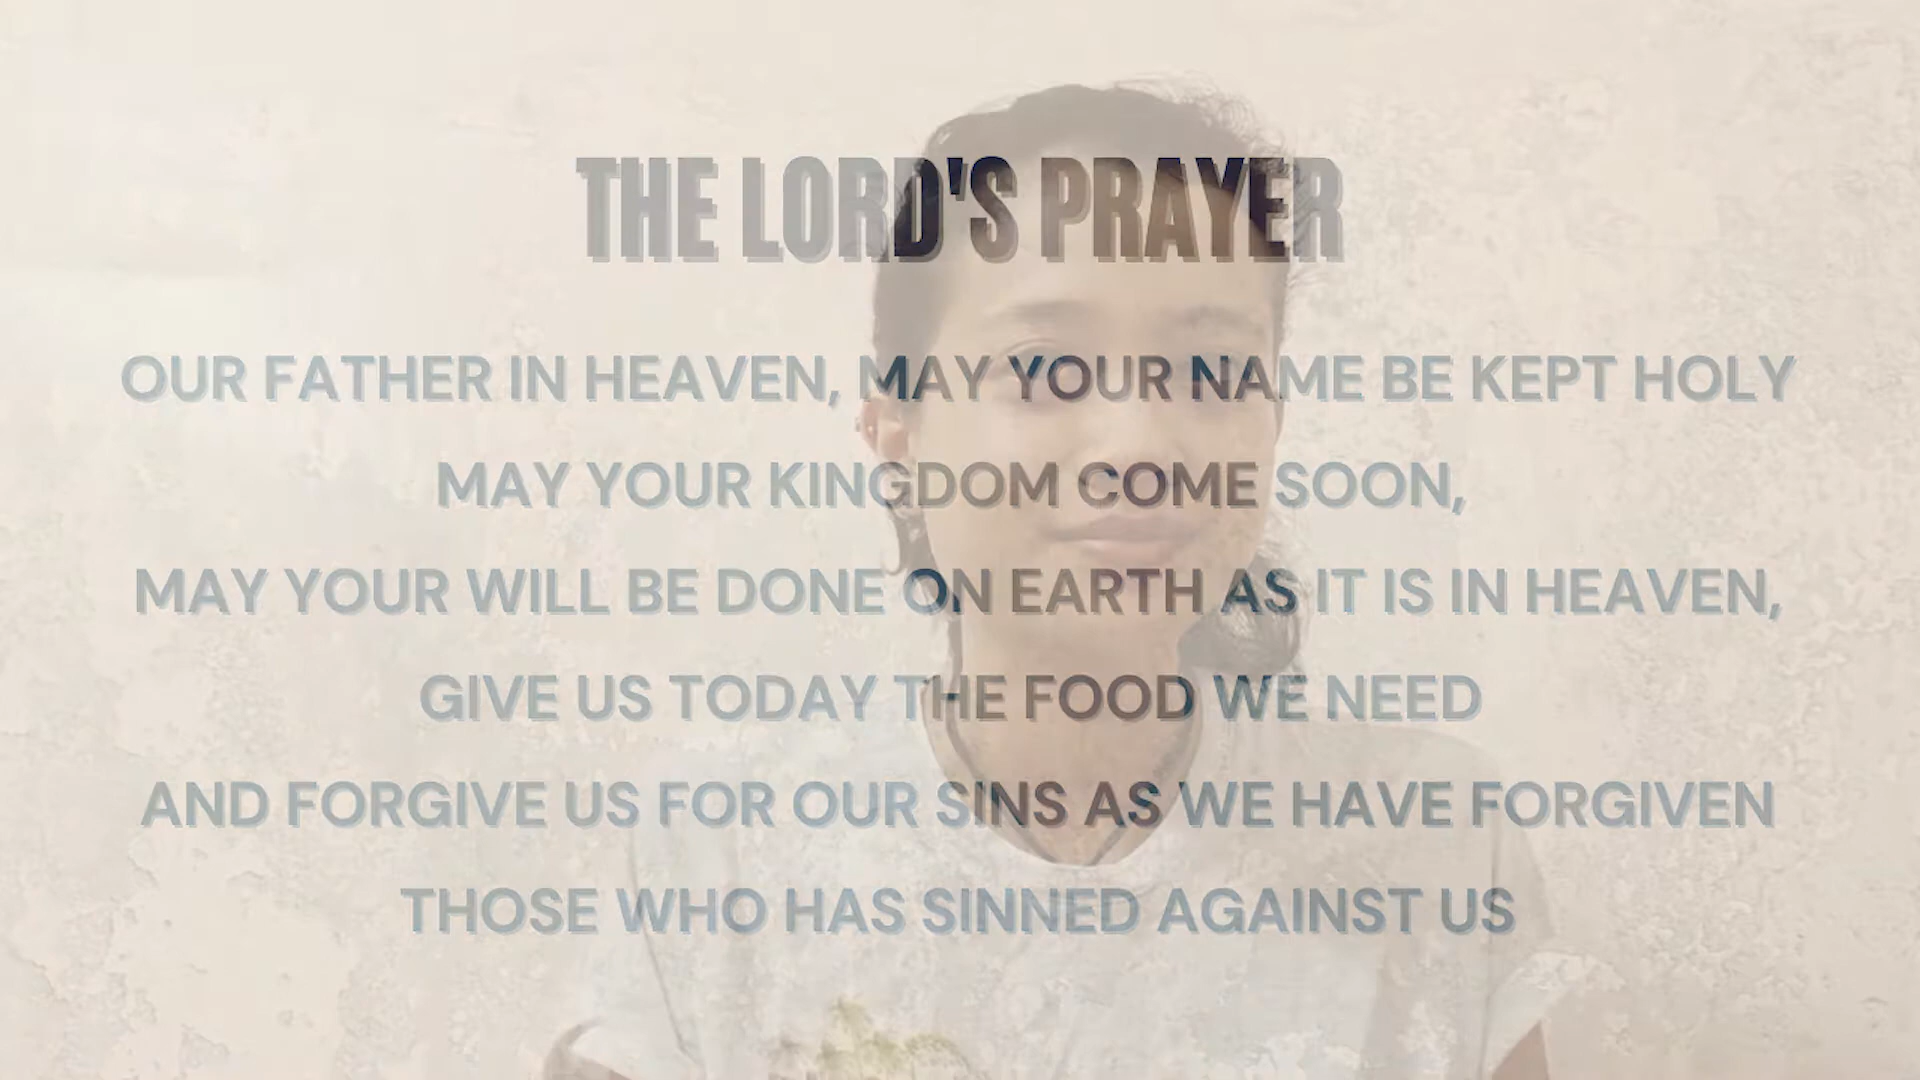 THE LORD'S PRAYER
OUR FATHER IN HEAVEN, MAY YOUR NAME BE KEPT HOLY
MAY YOUR KINGDOM COME SOON,
MAY YOUR WILL BE DONE ON EARTH AS IT IS IN HEAVEN,
GIVE US TODAY THE FOOD WE NEED
AND FORGIVE US FOR OUR SINS AS WE HAVE FORGIVEN
THOSE WHO HAS SINNED AGAINST US